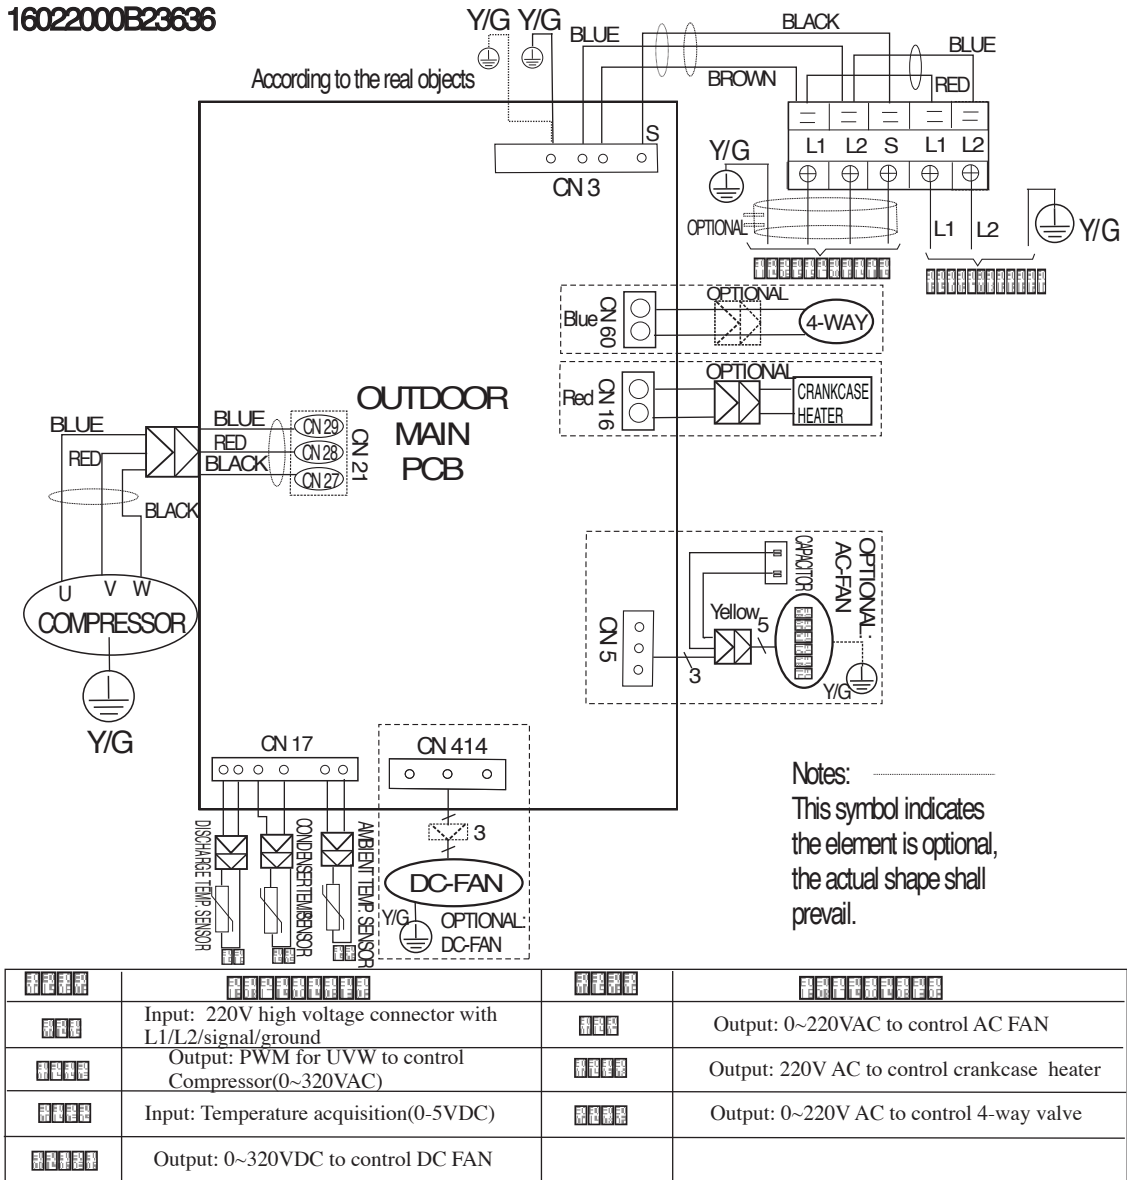 16022000B23636
Y/G Y/G
BLUE
BLACK
BLUE
According to the real objects
BROWN
RED
S
CN 3
Y/G
L1 L2 S L1 L2
OPTIONAL
L1 L2
Y/G
Blue
CN 60
OPTIONAL
4-WAY
Red
CN 16
OPTIONAL
CRANKCASE
HEATER
OUTDOOR
MAIN
PCB
BLUE
RED
BLACK
BLUE
RED
BLACK
CN 29
CN 28
CN 27
CN 21
U V W
COMPRESSOR
Y/G
CAPACITOR
OPTIONAL:
AC-FAN
CN 5
Yellow
5
3
Y/G
CN 17
CN 414
DISCHARGE TEMP. SENSOR
CONDENSER TEMP.SENSOR
AMBIENT TEMP. SENSOR
3
DC-FAN
Y/G
OPTIONAL:
DC-FAN
Notes:
This symbol indicates
the element is optional,
the actual shape shall
prevail.
Input: 220V high voltage connector with
L1/L2/signal/ground
Output: 0~220VAC to control AC FAN
Output: PWM for UVW to control
Compressor(0~320VAC)
Output: 220V AC to control crankcase heater
Input: Temperature acquisition(0-5VDC)
Output: 0~220V AC to control 4-way valve
Output: 0~320VDC to control DC FAN